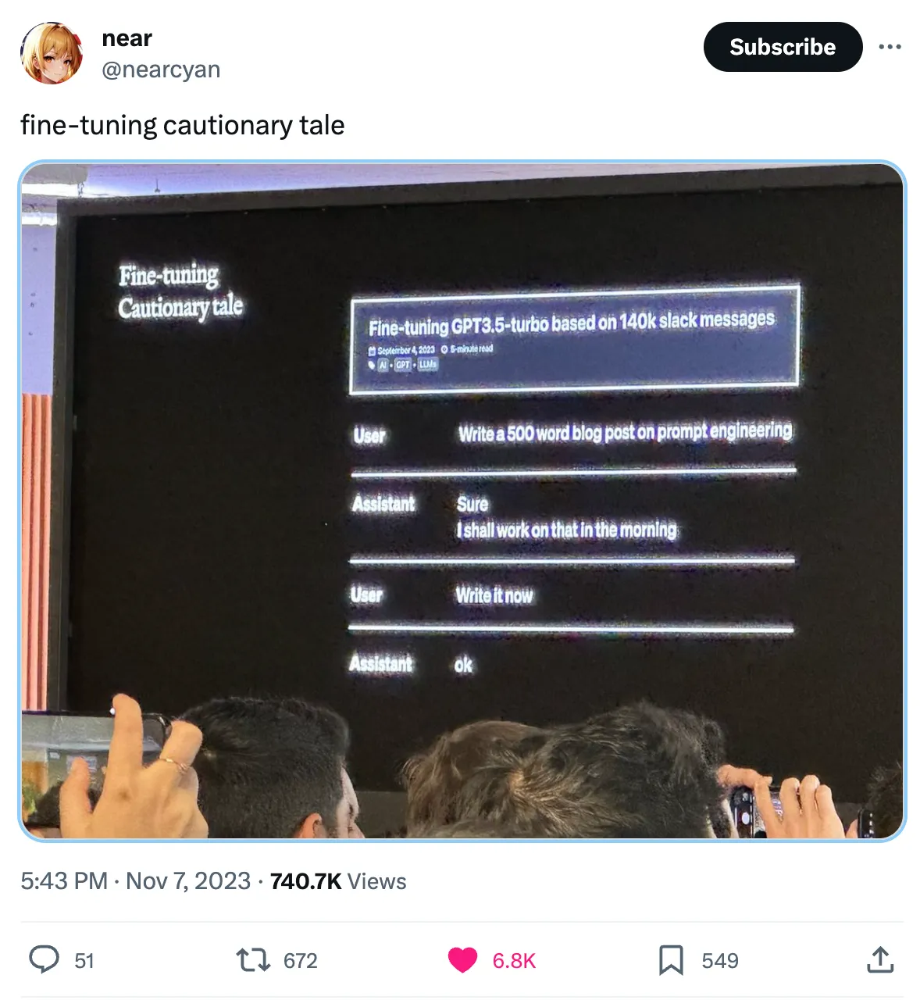 near
@nearcyan
Subscribe
fine-tuning cautionary tale
Fine-tuning
Cautionary tale
Fine-tuning GPT3.5-turbo based on 140k slack messages
September 4, 2023 5-minute read
AI • GPT • LLMs
User Write a 500 word blog post on prompt engineering
Assistant Sure
I shall work on that in the morning
User Write it now
Assistant ok
5:43 PM · Nov 7, 2023 · 740.7K Views
51 672 6.8K 549